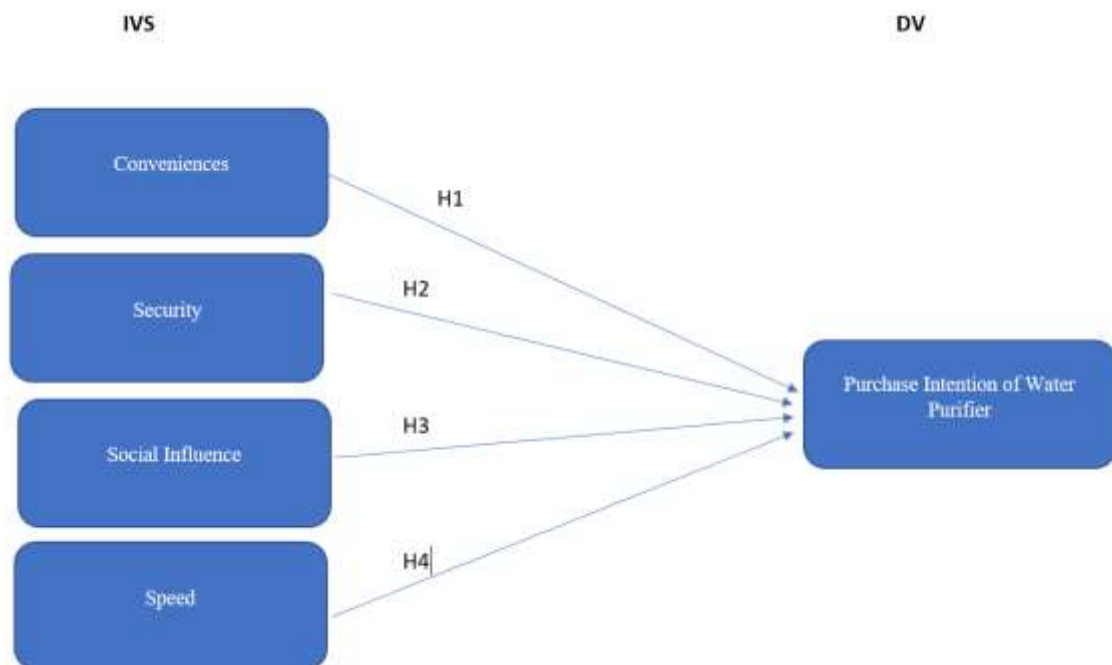 IVS
DV
Conveniences
H1
Security
H2
Purchase Intention of Water
Purifier
Social Influence
H3
Speed
H4